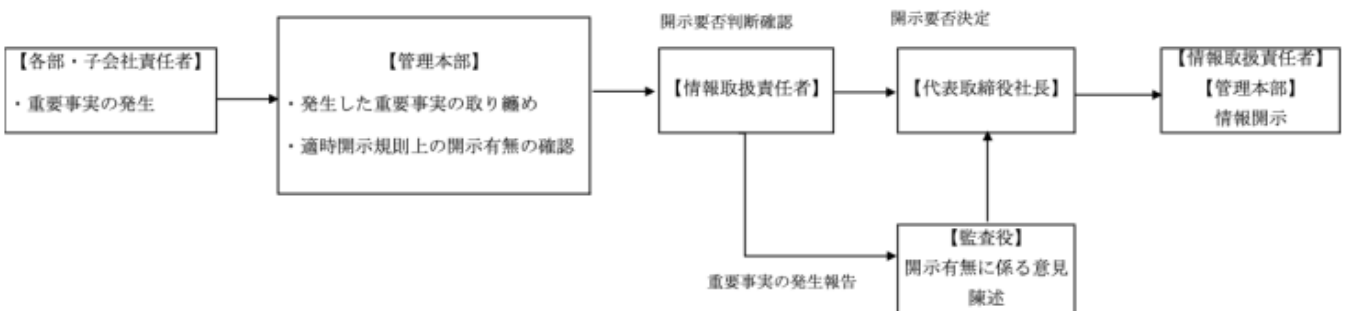 【各部・子会社責任者】
・重要事実の発生
【管理本部】
・発生した重要事実の取り纏め
・適時開示規則上の開示有無の確認
開示要否判断確認
【情報取扱責任者】
開示要否決定
【代表取締役社長】
【情報取扱責任者】
【管理本部】
情報開示
重要事実の発生報告
【監査役】
開示有無に係る意見
陳述